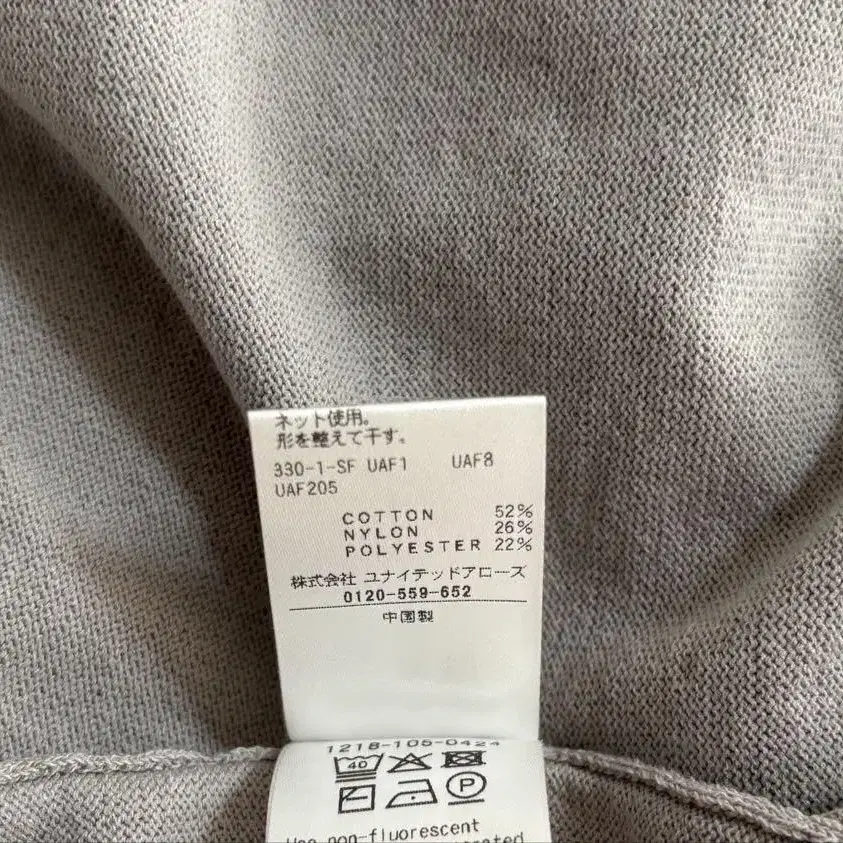 ネット使用。
形を整えて干す。
330-1-SF UAF1 UAF8
UAF205
COTTON 52%
NYLON 26%
POLYESTER 22%
株式会社 ユナイテッドアローズ
0120-559-652
中国製
1218-105-0424
40
P
Use non-fluorescent